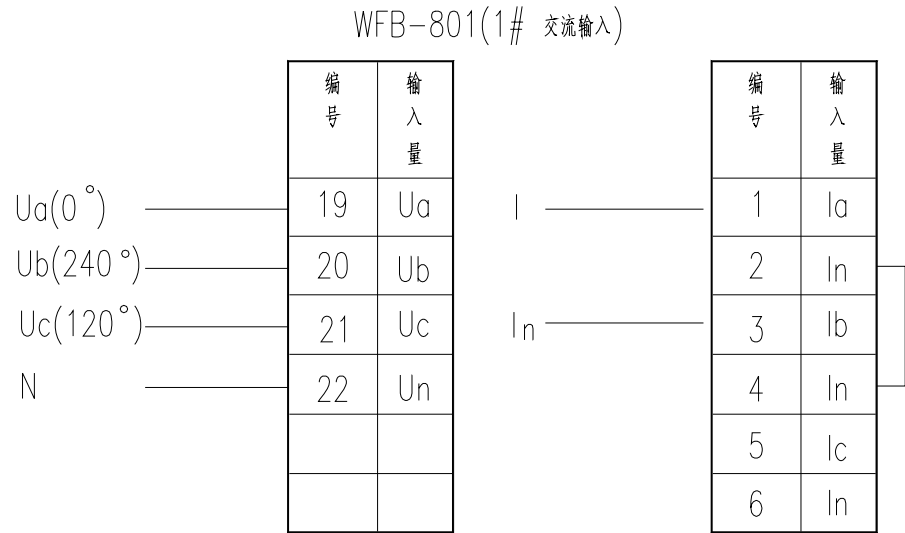 WFB-801(1# 交流输入)
编号 输入量
Ua(0°) 19 Ua
Ub(240°) 20 Ub
Uc(120°) 21 Uc
N 22 Un
编号 输入量
I 1 Ia
2 In
In 3 Ib
4 In
5 Ic
6 In